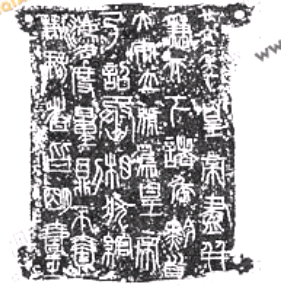 廿六年皇帝盡并
兼天下諸侯黔首
大安立號為皇帝
乃詔丞相狀綰
灋度量則不壹
歉疑者皆明壹之